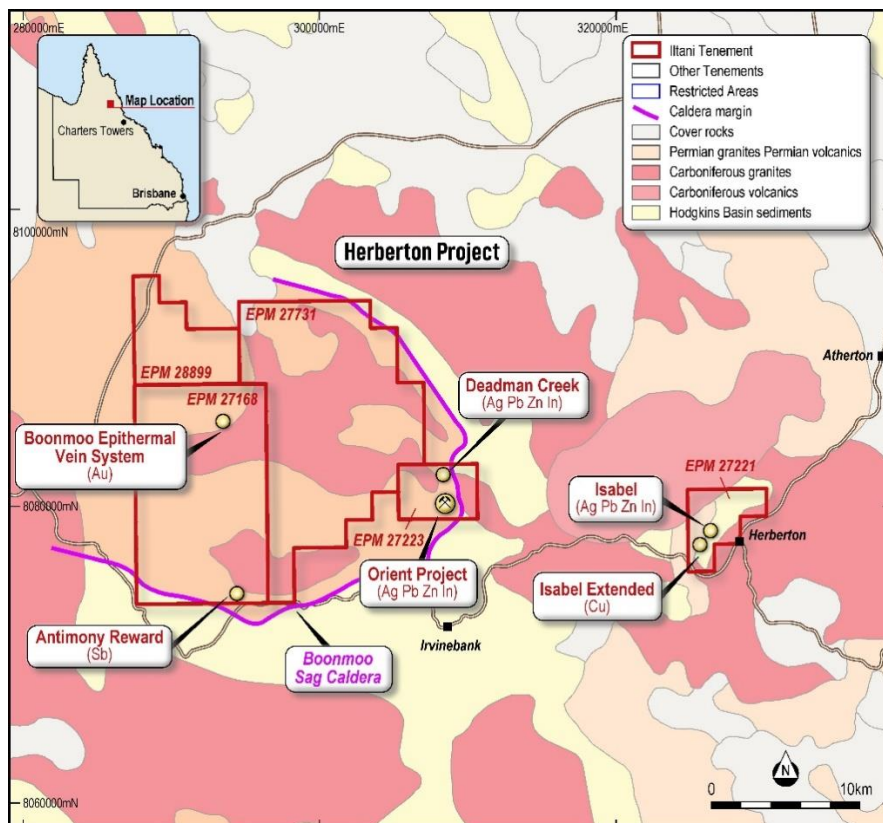 280000mE
300000mE
320000mE
Map Location
Charters Towers
Brisbane
Iltani Tenement
Other Tenements
Restricted Areas
Caldera margin
Cover rocks
Permian granites Permian volcanics
Carboniferous granites
Carboniferous volcanics
Hodgkins Basin sediments
8100000mN
Herberton Project
EPM 27731
EPM 28899
EPM 27168
Atherton
Deadman Creek
(Ag Pb Zn In)
Boonmoo Epithermal
Vein System
(Au)
EPM 27221
Isabel
(Ag Pb Zn In)
8080000mN
Herberton
EPM 27223
Orient Project
(Ag Pb Zn In)
Isabel Extended
(Cu)
Antimony Reward
(Sb)
Irvinebank
Boonmoo
Sag Caldera
N
0
10km
8060000mN